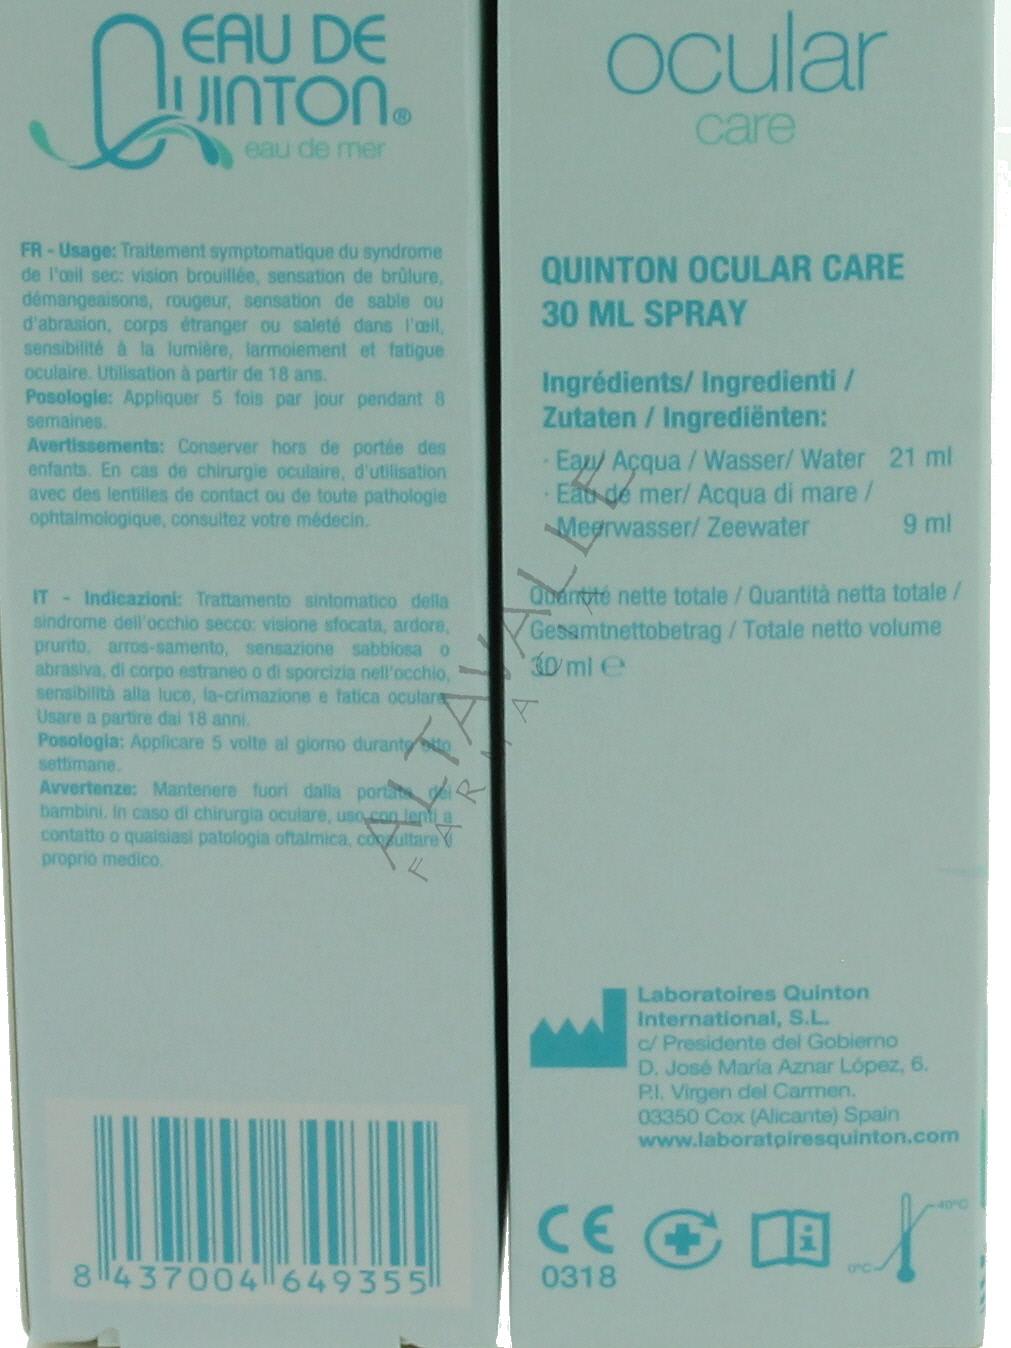 EAU DE
QUINTON®
eau de mer
FR - Usage: Traitement symptomatique du syndrome
de l'œil sec: vision brouillée, sensation de brûlure,
démangeaisons, rougeur, sensation de sable ou
d'abrasion, corps étranger ou saleté dans l'œil,
sensibilité à la lumière, larmoiement et fatigue
oculaire. Utilisation à partir de 18 ans.
Posologie: Appliquer 5 fois par jour pendant 8
semaines.
Avertissements: Conserver hors de portée des
enfants. En cas de chirurgie oculaire, d'utilisation
avec des lentilles de contact ou de toute pathologie
ophtalmologique, consultez votre médecin.
IT - Indicazioni: Trattamento sintomatico della
sindrome dell'occhio secco: visione sfocata, ardore,
prurito, arros-samento, sensazione sabbiosa o
abrasiva, di corpo estraneo o di sporcizia nell'occhio,
sensibilità alla luce, la-crimazione e fatica oculare.
Usare a partire dai 18 anni.
Posologia: Applicare 5 volte al giorno durante otto
settimane.
Avvertenze: Mantenere fuori dalla portata dei
bambini. In caso di chirurgia oculare, uso con lenti a
contatto o qualsiasi patologia oftalmica, consultare il
proprio medico.
8 437004 649355
ocular
care
QUINTON OCULAR CARE
30 ML SPRAY
Ingrédients/ Ingredienti /
Zutaten / Ingrediënten:
· Eau/ Acqua / Wasser/ Water 21 ml
· Eau de mer/ Acqua di mare /
Meerwasser/ Zeewater 9 ml
Quantité nette totale / Quantità netta totale /
Gesamtnettobetrag / Totale netto volume
30 ml ℮
Laboratoires Quinton
International, S.L.
c/ Presidente del Gobierno
D. José María Aznar López, 6.
P.I. Virgen del Carmen.
03350 Cox (Alicante) Spain
www.laboratoiresquinton.com
CE
0318
i
40ºC
0ºC
ALTAVALLE
FARMA